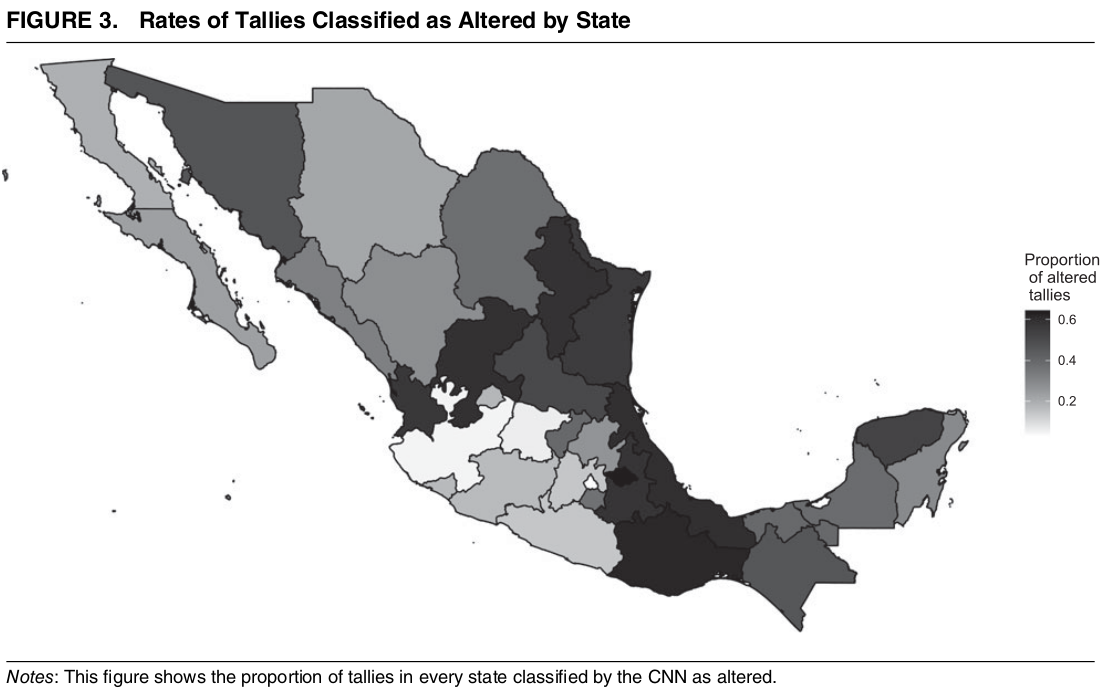 FIGURE 3. Rates of Tallies Classified as Altered by State
Proportion
of altered
tallies
0.6
0.4
0.2
Notes: This figure shows the proportion of tallies in every state classified by the CNN as altered.